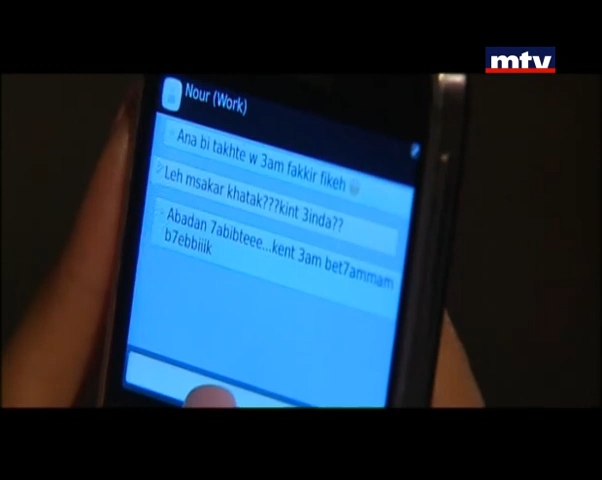 mtv
Nour (Work)
Ana bi takhte w 3am fakkir fikeh
Leh msakar khatak???kint 3inda??
Abadan 7abibteee...kent 3am bet7ammam
b7ebbiiik